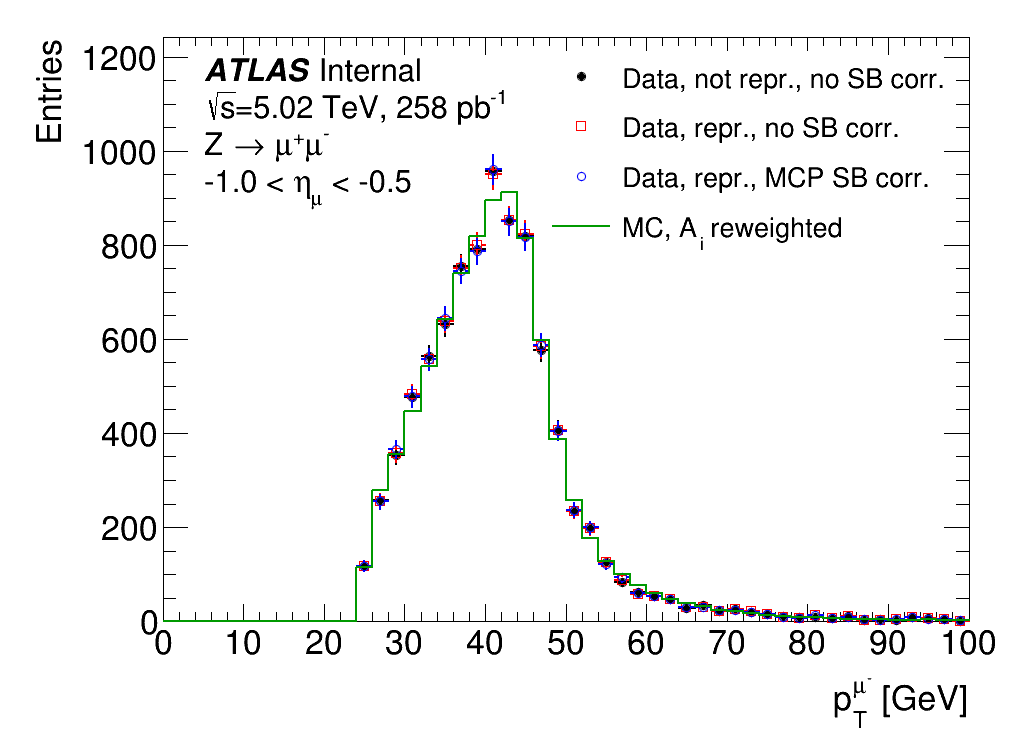 Entries
1200
1000
800
600
400
200
0
ATLAS Internal
√s=5.02 TeV, 258 pb⁻¹
Z → μ⁺μ⁻
-1.0 < η_μ < -0.5
Data, not repr., no SB corr.
Data, repr., no SB corr.
Data, repr., MCP SB corr.
MC, A_i reweighted
0 10 20 30 40 50 60 70 80 90 100
p_T^μ⁻ [GeV]